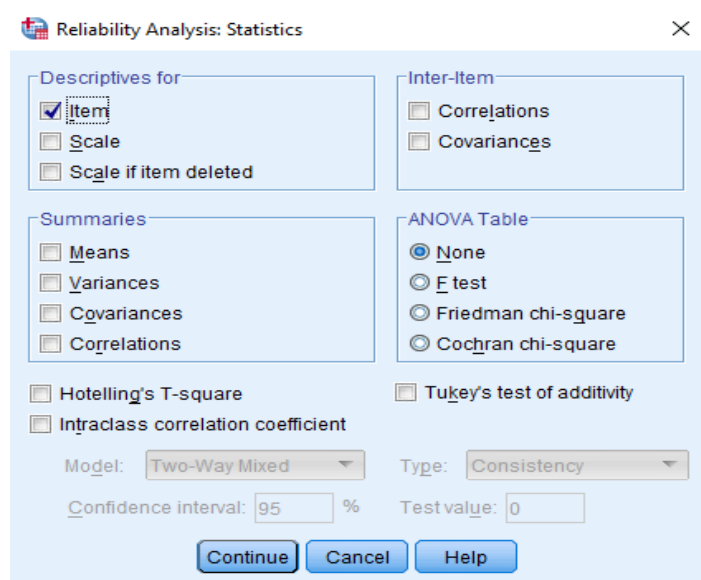 Reliability Analysis: Statistics
Descriptives for
Item
Scale
Scale if item deleted
Inter-Item
Correlations
Covariances
Summaries
Means
Variances
Covariances
Correlations
ANOVA Table
None
F test
Friedman chi-square
Cochran chi-square
Hotelling's T-square
Tukey's test of additivity
Intraclass correlation coefficient
Model: Two-Way Mixed Type: Consistency
Confidence interval: 95 % Test value: 0
Continue Cancel Help